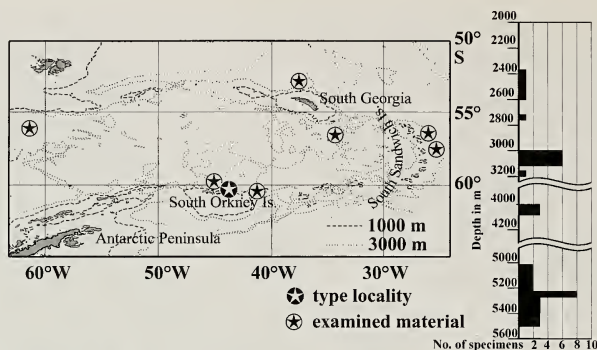 50°
S
South Georgia
55°
South Sandwich Is.
60°
South Orkney Is.
Antarctic Peninsula
1000 m
3000 m
60°W
50°W
40°W
30°W
type locality
examined material
2000
2200
2400
2600
2800
3000
3200
4000
4200
5000
5200
5400
5600
Depth in m
No. of specimens 2 4 6 8 10